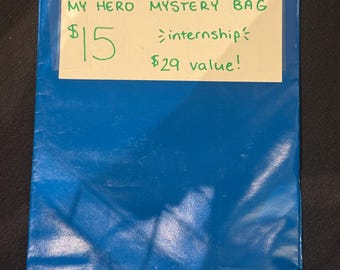 MY HERO MYSTERY BAG
$15
internship
$29 value!